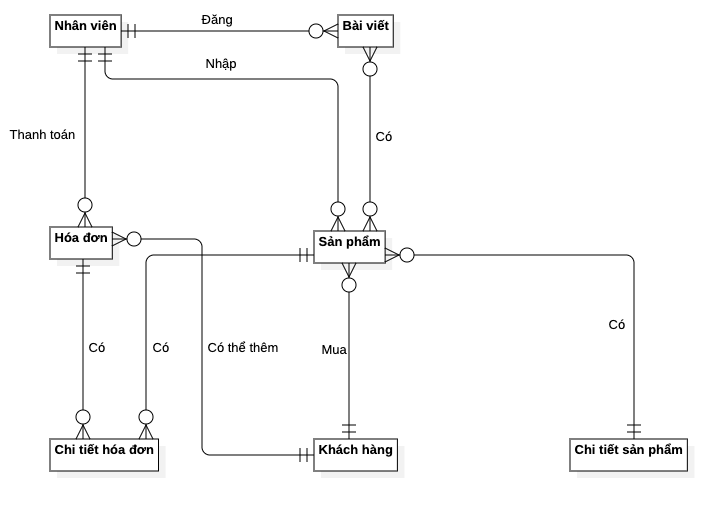 Nhân viên
Đăng
Bài viết
Nhập
Thanh toán
Có
Hóa đơn
Sản phẩm
Có
Có
Có thể thêm
Mua
Có
Chi tiết hóa đơn
Khách hàng
Chi tiết sản phẩm